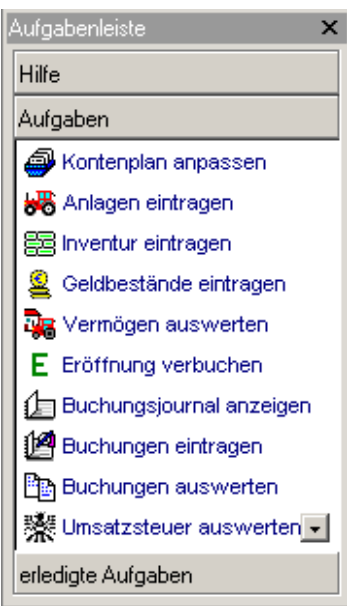 Aufgabenleiste
Hilfe
Aufgaben
Kontenplan anpassen
Anlagen eintragen
Inventur eintragen
Geldbestände eintragen
Vermögen auswerten
E Eröffnung verbuchen
Buchungsjournal anzeigen
Buchungen eintragen
Buchungen auswerten
Umsatzsteuer auswerten
erledigte Aufgaben